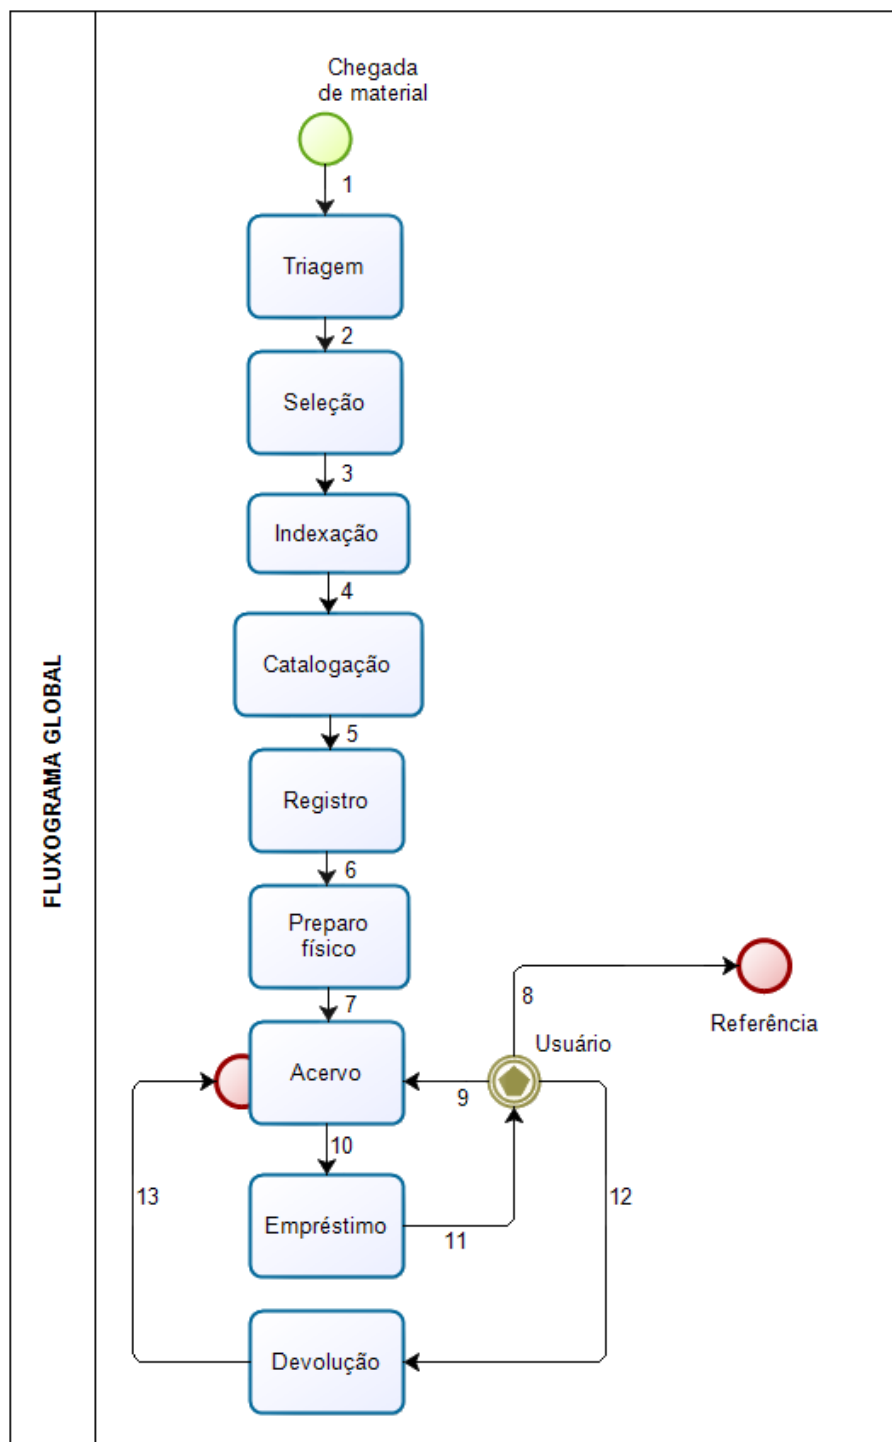 FLUXOGRAMA GLOBAL
Chegada
de material
1
Triagem
2
Seleção
3
Indexação
4
Catalogação
5
Registro
6
Preparo
físico
7
8
Referência
Usuário
Acervo
9
10
13
12
Empréstimo
11
Devolução